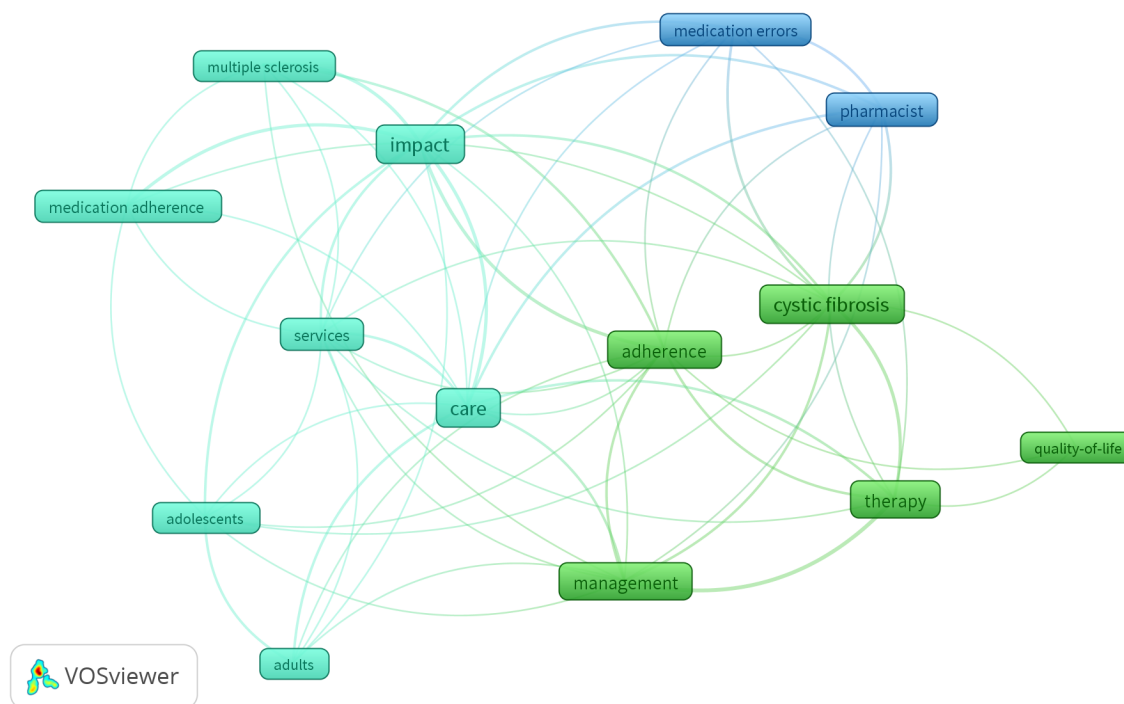 medication errors
multiple sclerosis
pharmacist
impact
medication adherence
cystic fibrosis
services
adherence
care
quality-of-life
therapy
adolescents
management
adults
VOSviewer